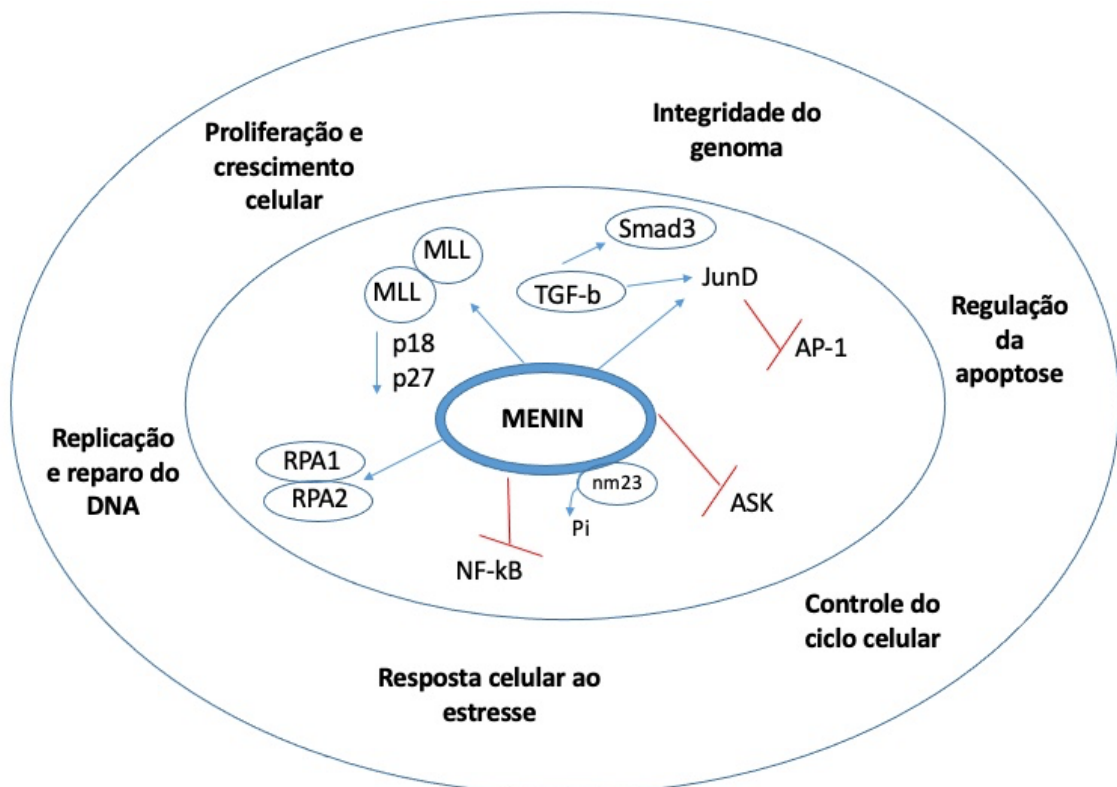 Integridade do
genoma
Proliferação e
crescimento
celular
Smad3
MLL
MLL
TGF-b
JunD
Regulação
da
apoptose
AP-1
p18
p27
MENIN
Replicação
e reparo do
DNA
RPA1
RPA2
nm23
ASK
Pi
NF-kB
Controle do
ciclo celular
Resposta celular ao
estresse